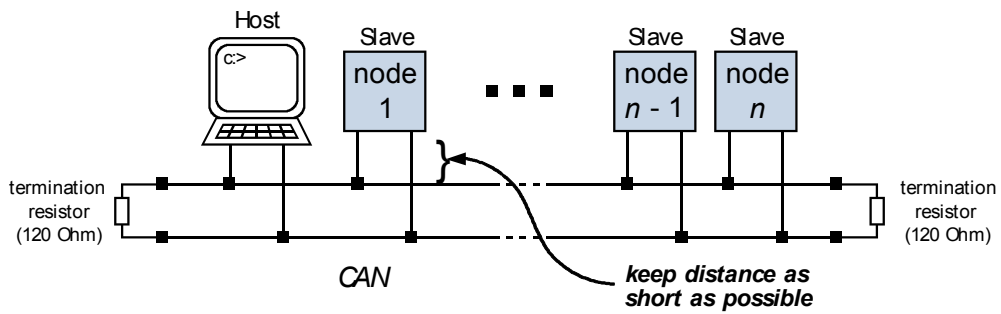 Host
c:>
Slave
node
1
Slave
node
n - 1
Slave
node
n
termination
resistor
(120 Ohm)
}
termination
resistor
(120 Ohm)
CAN
keep distance as
short as possible